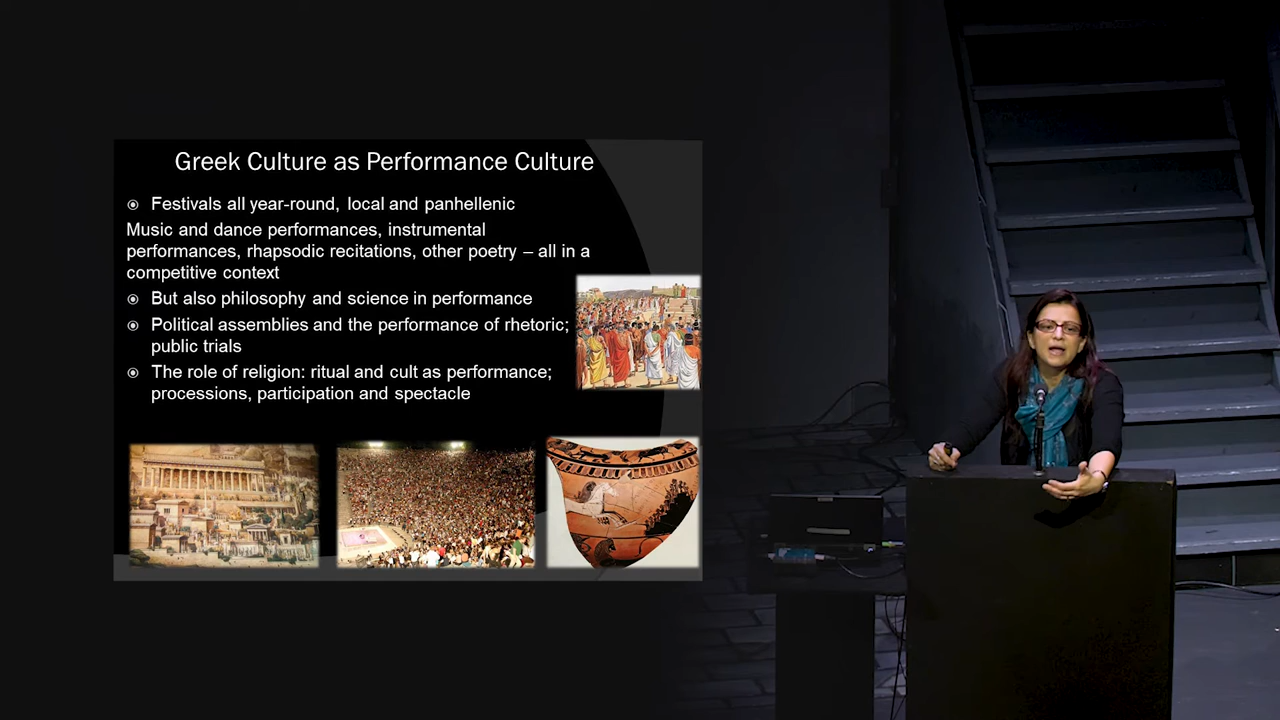 Greek Culture as Performance Culture
Festivals all year-round, local and panhellenic
Music and dance performances, instrumental
performances, rhapsodic recitations, other poetry – all in a
competitive context
But also philosophy and science in performance
Political assemblies and the performance of rhetoric;
public trials
The role of religion: ritual and cult as performance;
processions, participation and spectacle